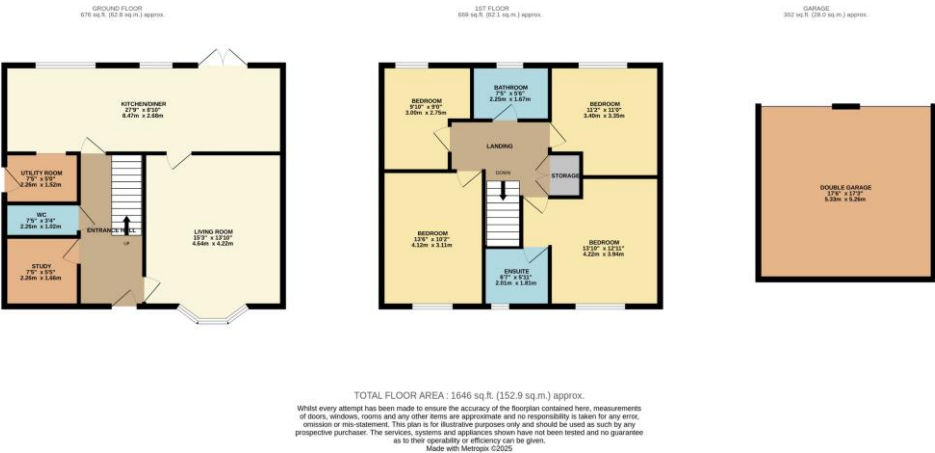 GROUND FLOOR
676 sq.ft. (62.8 sq.m.) approx.
1ST FLOOR
669 sq.ft. (62.1 sq.m.) approx.
GARAGE
302 sq.ft. (28.0 sq.m.) approx.
KITCHEN/DINER
27'9" x 8'10"
8.47m x 2.68m
UTILITY ROOM
7'5" x 5'0"
2.26m x 1.52m
WC
7'5" x 3'4"
2.26m x 1.02m
ENTRANCE HALL
UP
STUDY
7'5" x 5'5"
2.26m x 1.66m
LIVING ROOM
15'3" x 13'10"
4.64m x 4.22m
BEDROOM
9'10" x 9'0"
3.00m x 2.75m
BATHROOM
7'5" x 5'6"
2.25m x 1.67m
BEDROOM
11'2" x 11'0"
3.40m x 3.35m
LANDING
DOWN
STORAGE
BEDROOM
13'6" x 10'2"
4.12m x 3.11m
ENSUITE
6'7" x 5'11"
2.01m x 1.81m
BEDROOM
13'10" x 12'11"
4.22m x 3.94m
DOUBLE GARAGE
17'6" x 17'3"
5.33m x 5.26m
TOTAL FLOOR AREA : 1646 sq.ft. (152.9 sq.m.) approx.
Whilst every attempt has been made to ensure the accuracy of the floorplan contained here, measurements
of doors, windows, rooms and any other items are approximate and no responsibility is taken for any error,
omission or mis-statement. This plan is for illustrative purposes only and should be used as such by any
prospective purchaser. The services, systems and appliances shown have not been tested and no guarantee
as to their operability or efficiency can be given.
Made with Metropix ©2025